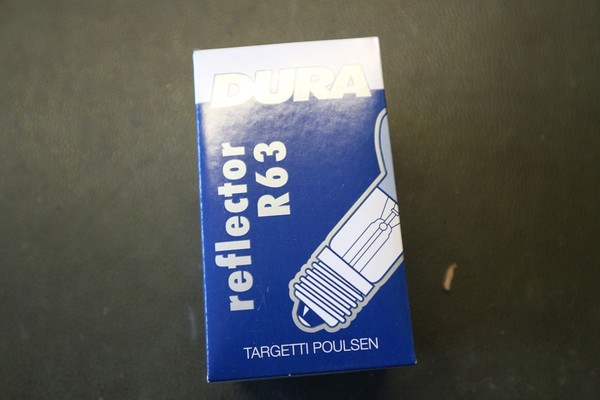 DURA
reflector
R63
TARGETTI POULSEN